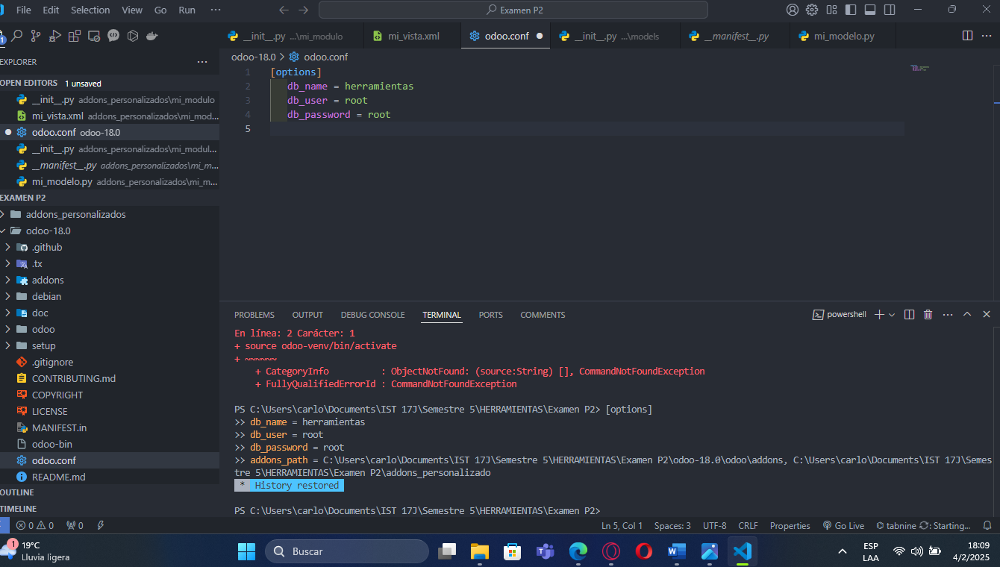 File Edit Selection View Go Run ···
Examen P2
__init__.py ...\mi_modulo
mi_vista.xml
odoo.conf
__init__.py ...\models
__manifest__.py
mi_modelo.py
EXPLORER ···
OPEN EDITORS 1 unsaved
__init__.py addons_personalizados\mi_modulo
mi_vista.xml addons_personalizados\mi_mod...
odoo.conf odoo-18.0
__init__.py addons_personalizados\mi_modul...
__manifest__.py addons_personalizados\mi_m...
mi_modelo.py addons_personalizados\mi_m...
EXAMEN P2
addons_personalizados
odoo-18.0
.github
.tx
addons
debian
doc
odoo
setup
.gitignore
CONTRIBUTING.md
COPYRIGHT
LICENSE
MANIFEST.in
odoo-bin
odoo.conf
README.md
OUTLINE
TIMELINE
odoo-18.0 > odoo.conf
1 [options]
2 db_name = herramientas
3 db_user = root
4 db_password = root
5
PROBLEMS OUTPUT DEBUG CONSOLE TERMINAL PORTS COMMENTS
powershell
En línea: 2 Carácter: 1
+ source odoo-venv/bin/activate
+ ~~~~~~
+ CategoryInfo : ObjectNotFound: (source:String) [], CommandNotFoundException
+ FullyQualifiedErrorId : CommandNotFoundException
PS C:\Users\carlo\Documents\IST 17J\Semestre 5\HERRAMIENTAS\Examen P2> [options]
>> db_name = herramientas
>> db_user = root
>> db_password = root
>> addons_path = C:\Users\carlo\Documents\IST 17J\Semestre 5\HERRAMIENTAS\Examen P2\odoo-18.0\odoo\addons, C:\Users\carlo\Documents\IST 17J\Semes
tre 5\HERRAMIENTAS\Examen P2\addons_personalizado
* History restored
PS C:\Users\carlo\Documents\IST 17J\Semestre 5\HERRAMIENTAS\Examen P2>
0 0 0
Ln 5, Col 1 Spaces: 3 UTF-8 CRLF Properties Go Live tabnine : Starting...
1
19°C
Lluvia ligera
Buscar
ESP
LAA
18:09
4/2/2025